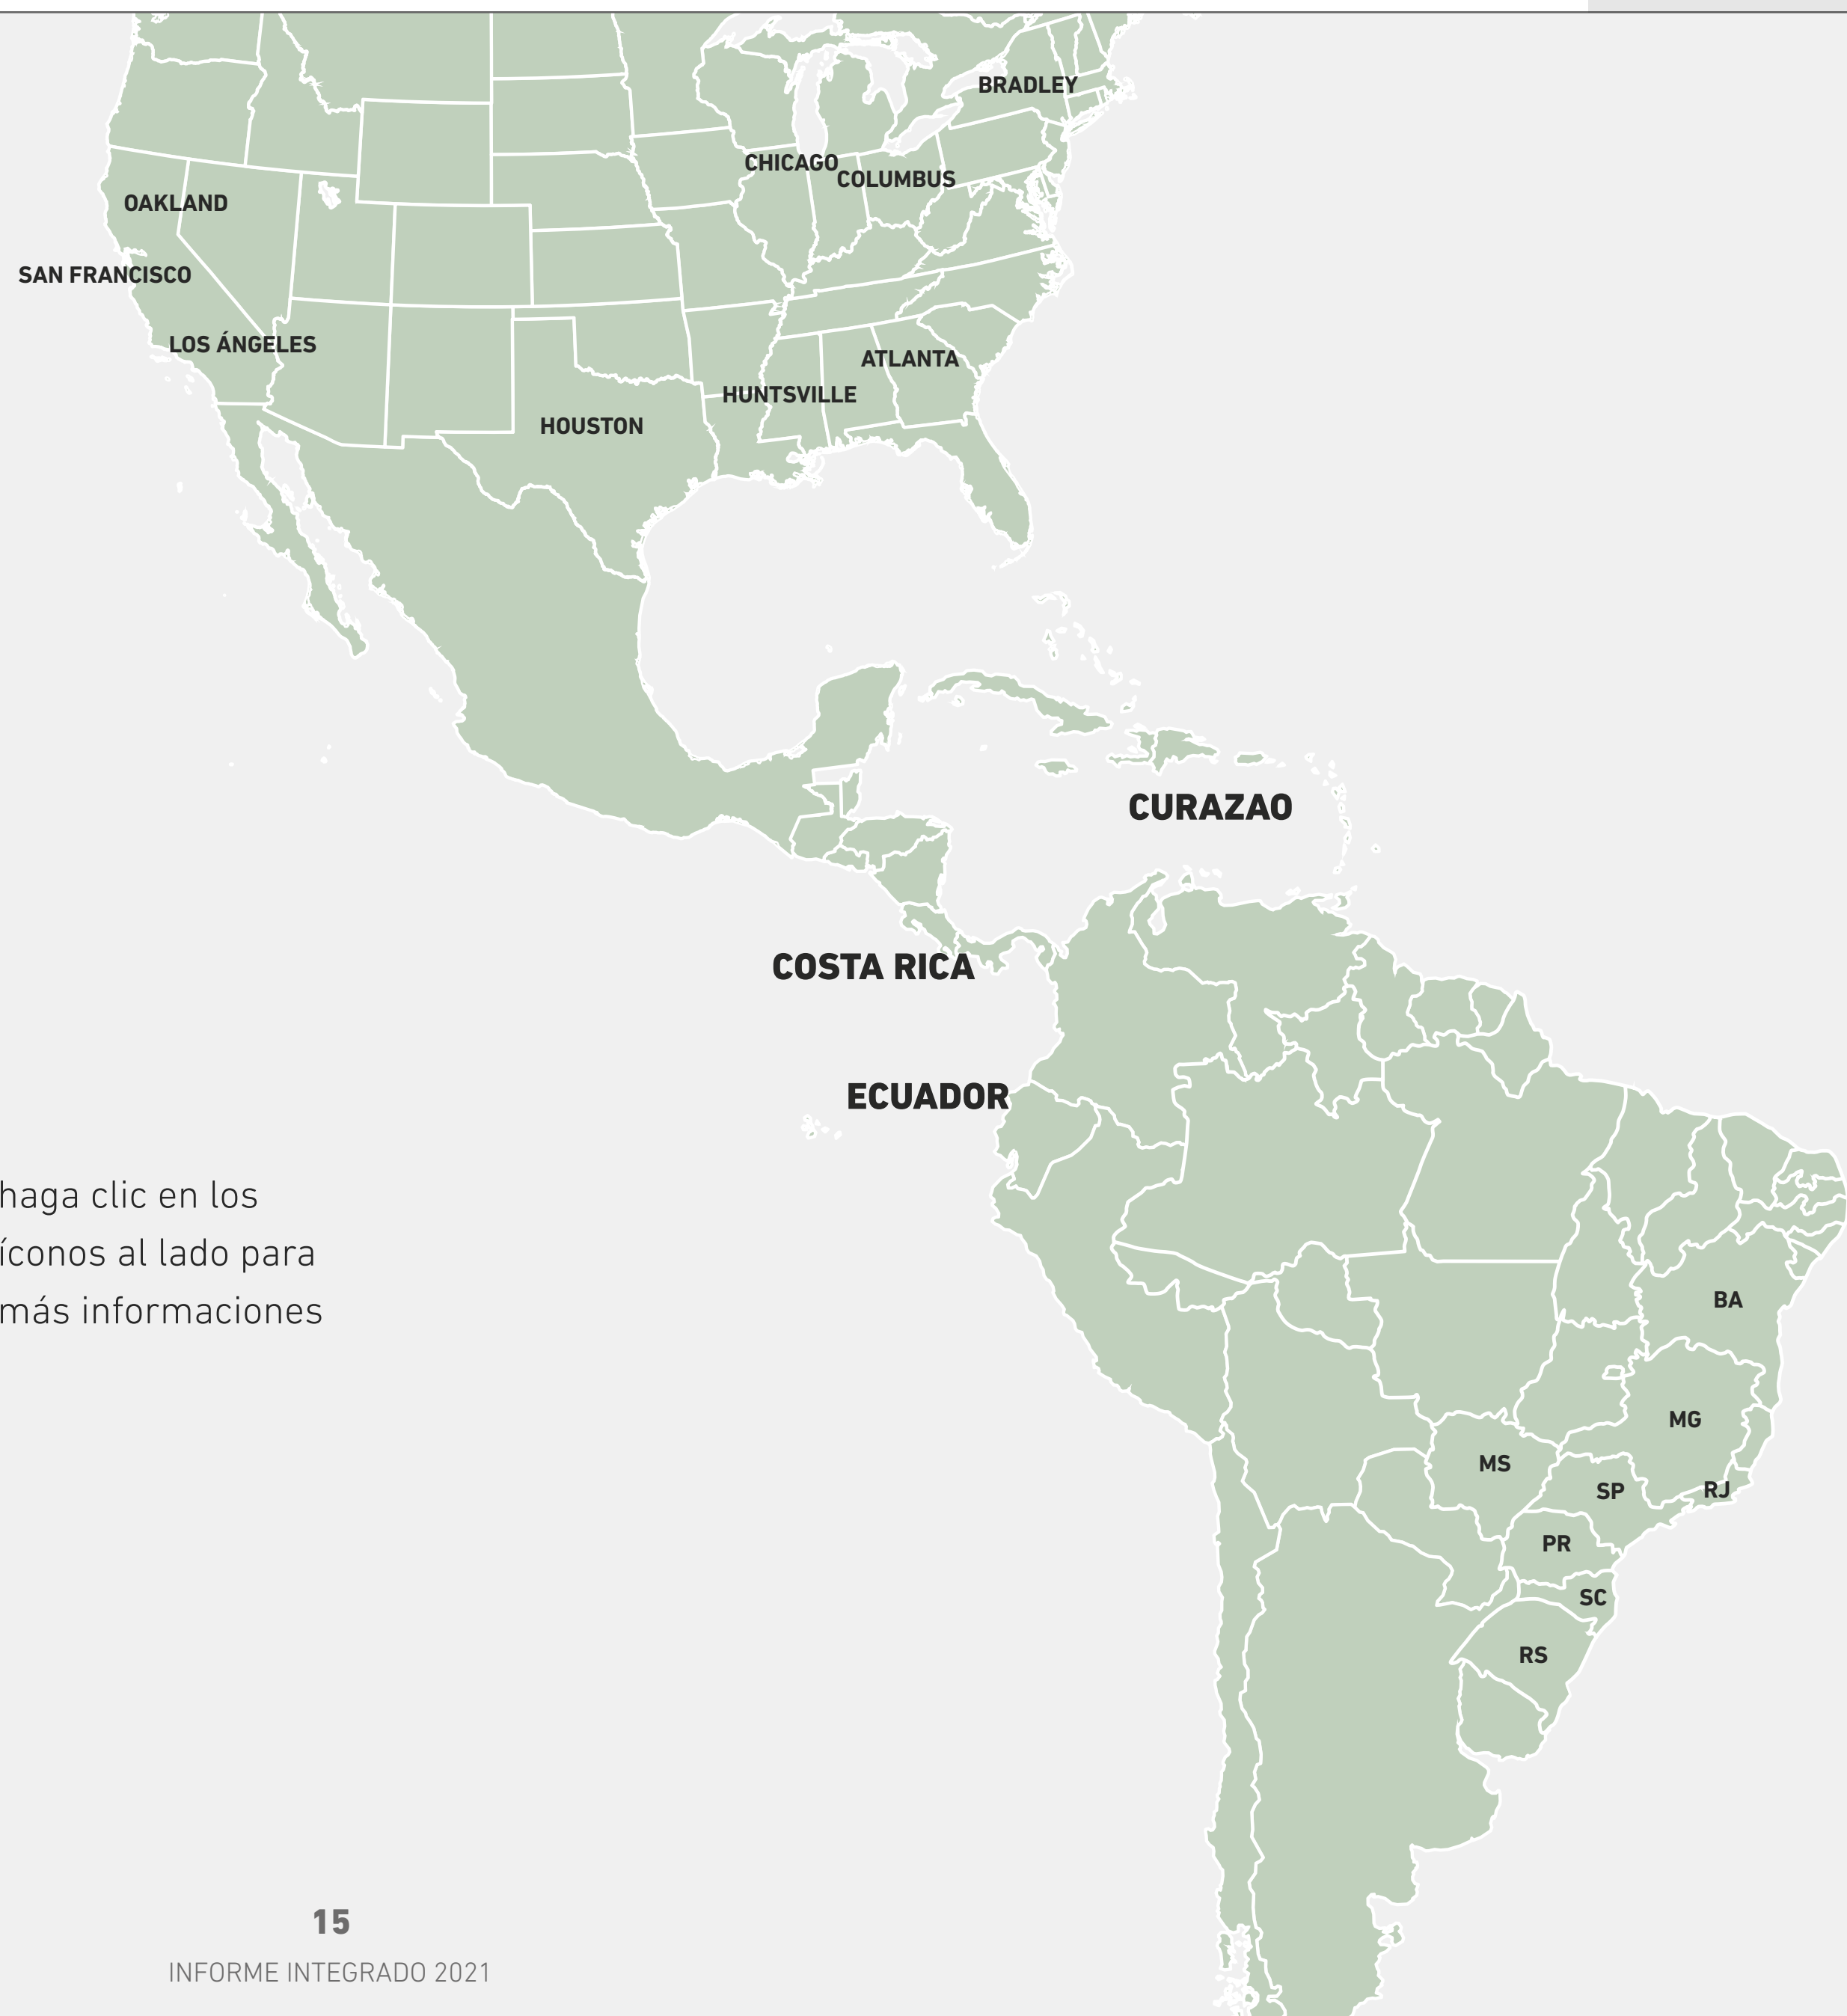 BRADLEY
CHICAGO
COLUMBUS
OAKLAND
SAN FRANCISCO
LOS ÁNGELES
ATLANTA
HUNTSVILLE
HOUSTON
CURAZAO
COSTA RICA
ECUADOR
haga clic en los
íconos al lado para
más informaciones
BA
MG
MS
SP
RJ
PR
SC
RS
15
INFORME INTEGRADO 2021